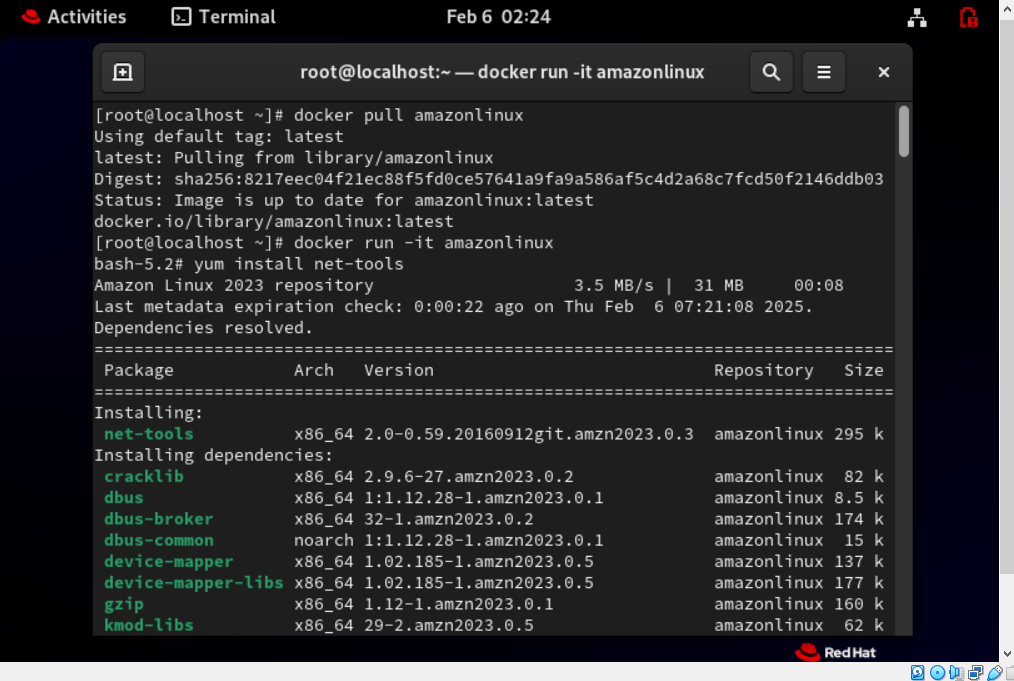 Activities Terminal Feb 6 02:24
root@localhost:~ — docker run -it amazonlinux
[root@localhost ~]# docker pull amazonlinux
Using default tag: latest
latest: Pulling from library/amazonlinux
Digest: sha256:8217eec04f21ec88f5fd0ce57641a9fa9a586af5c4d2a68c7fcd50f2146ddb03
Status: Image is up to date for amazonlinux:latest
docker.io/library/amazonlinux:latest
[root@localhost ~]# docker run -it amazonlinux
bash-5.2# yum install net-tools
Amazon Linux 2023 repository 3.5 MB/s | 31 MB 00:08
Last metadata expiration check: 0:00:22 ago on Thu Feb 6 07:21:08 2025.
Dependencies resolved.
================================================================================
Package Arch Version Repository Size
================================================================================
Installing:
net-tools x86_64 2.0-0.59.20160912git.amzn2023.0.3 amazonlinux 295 k
Installing dependencies:
cracklib x86_64 2.9.6-27.amzn2023.0.2 amazonlinux 82 k
dbus x86_64 1:1.12.28-1.amzn2023.0.1 amazonlinux 8.5 k
dbus-broker x86_64 32-1.amzn2023.0.2 amazonlinux 174 k
dbus-common noarch 1:1.12.28-1.amzn2023.0.1 amazonlinux 15 k
device-mapper x86_64 1.02.185-1.amzn2023.0.5 amazonlinux 137 k
device-mapper-libs x86_64 1.02.185-1.amzn2023.0.5 amazonlinux 177 k
gzip x86_64 1.12-1.amzn2023.0.1 amazonlinux 160 k
kmod-libs x86_64 29-2.amzn2023.0.5 amazonlinux 62 k
Red Hat